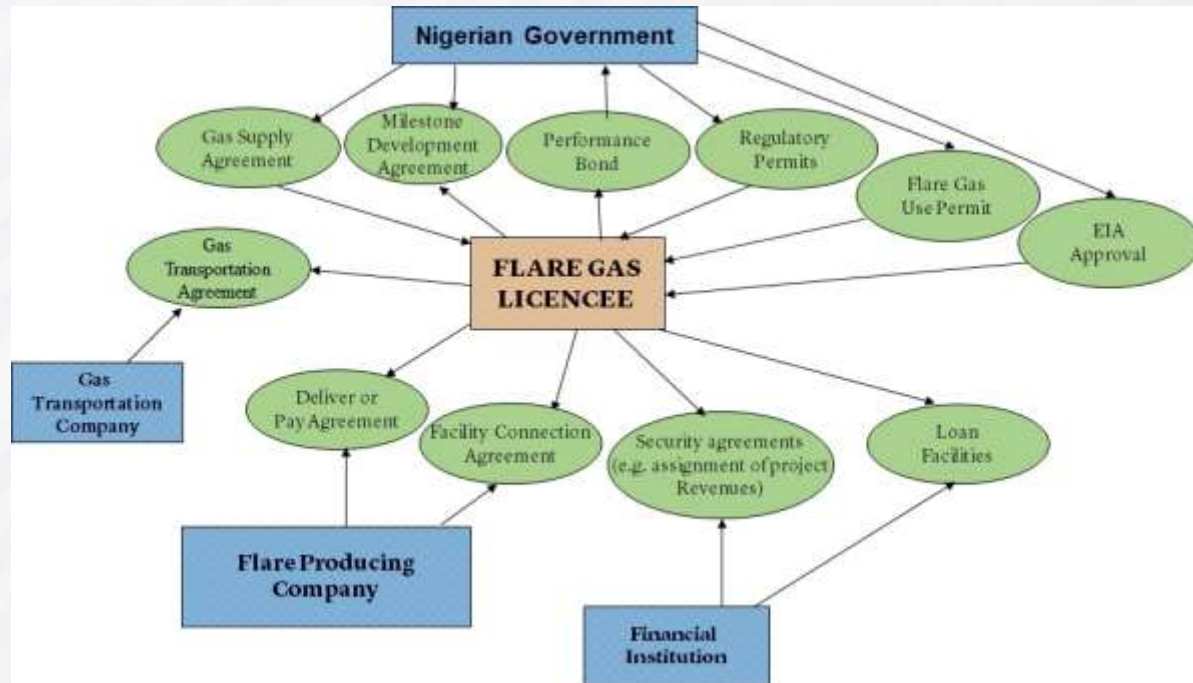 Nigerian Government
Gas Supply
Agreement
Milestone
Development
Agreement
Performance
Bond
Regulatory
Permits
Flare Gas
Use Permit
EIA
Approval
Gas
Transportation
Agreement
FLARE GAS
LICENCEE
Gas
Transportation
Company
Deliver or
Pay Agreement
Facility Connection
Agreement
Security agreements
(e.g. assignment of project
Revenues)
Loan
Facilities
Flare Producing
Company
Financial
Institution